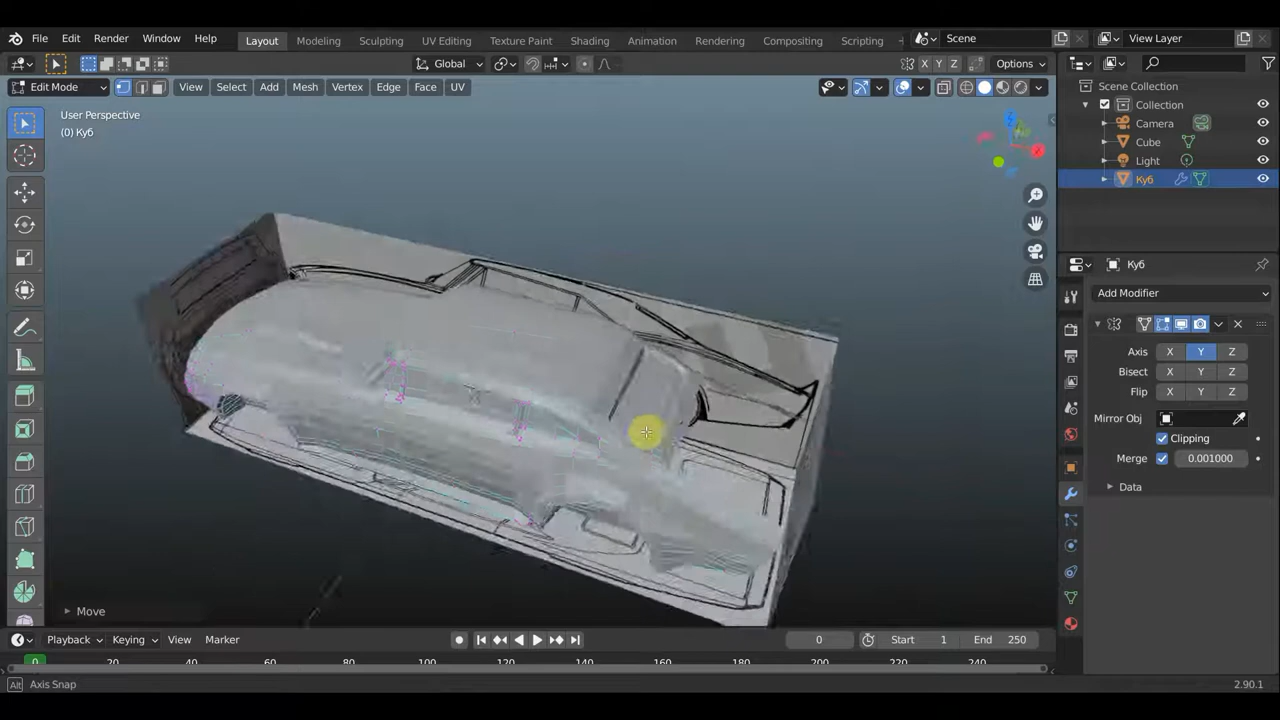 File Edit Render Window Help
Layout Modeling Sculpting UV Editing Texture Paint Shading Animation Rendering Compositing Scripting
Scene
View Layer
Global
X Y Z
Options
Edit Mode
View Select Add Mesh Vertex Edge Face UV
User Perspective
(0) Куб
Scene Collection
Collection
Camera
Cube
Light
Куб
Куб
Add Modifier
Axis X Y Z
Bisect X Y Z
Flip X Y Z
Mirror Obj
Clipping
Merge 0.001000
Data
Move
Playback Keying View Marker
0 Start 1 End 250
0 20 40 60 80 100 120 140 160 180 200 220 240
Alt Axis Snap
2.90.1